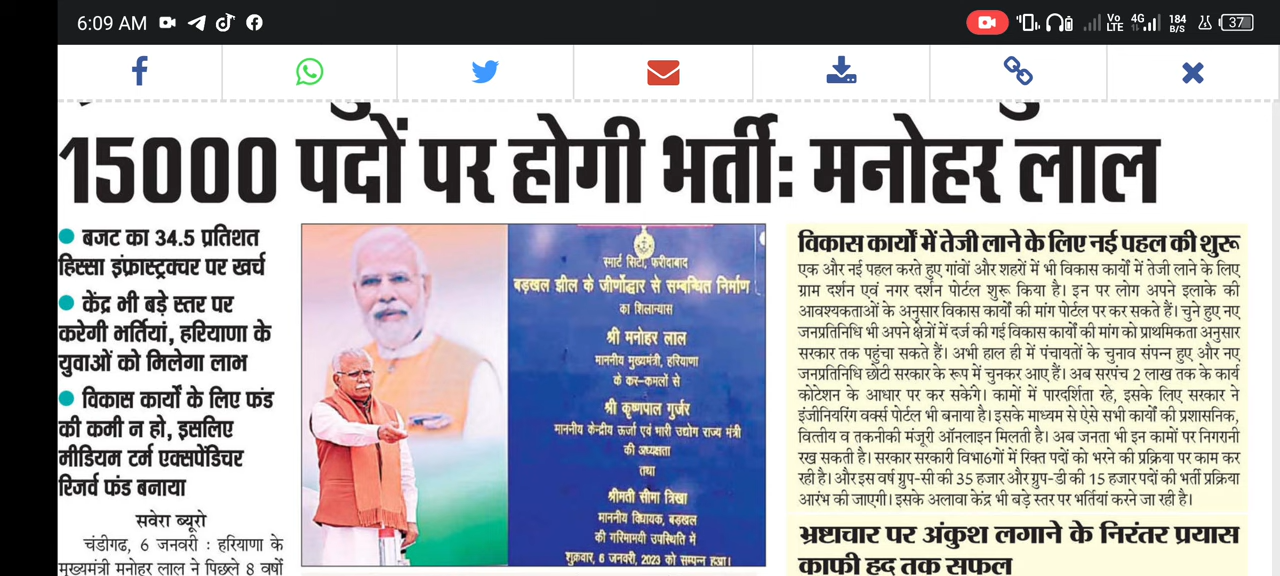 6:09 AM
Vo LTE 4G 184 B/S 37
15000 पदों पर होगी भर्ती: मनोहर लाल
बजट का 34.5 प्रतिशत
हिस्सा इंफ्रास्ट्रक्चर पर खर्च
केंद्र भी बड़े स्तर पर
करेगी भर्तियां, हरियाणा के
युवाओं को मिलेगा लाभ
विकास कार्यों के लिए फंड
की कमी न हो, इसलिए
मीडियम टर्म एक्सपेंडिचर
रिजर्व फंड बनाया
सवेरा ब्यूरो
चंडीगढ, 6 जनवरी : हरियाणा के
मुख्यमंत्री मनोहर लाल ने पिछले 8 वर्षों
स्मार्ट सिटी, फरीदाबाद
बड़खल झील के जीर्णोद्धार से सम्बन्धित निर्माण
का शिलान्यास
श्री मनोहर लाल
माननीय मुख्यमंत्री, हरियाणा
के कर-कमलों से
श्री कृष्णपाल गुर्जर
माननीय केन्द्रीय ऊर्जा एवं भारी उद्योग राज्य मंत्री
की अध्यक्षता
तथा
श्रीमती सीमा त्रिखा
माननीय विधायक, बड़खल
की गरिमामयी उपस्थिति में
शुक्रवार, 6 जनवरी, 2023 को सम्पन्न हुआ।
विकास कार्यों में तेजी लाने के लिए नई पहल की शुरू
एक और नई पहल करते हुए गांवों और शहरों में भी विकास कार्यों में तेजी लाने के लिए
ग्राम दर्शन एवं नगर दर्शन पोर्टल शुरू किया है। इन पर लोग अपने इलाके की
आवश्यकताओं के अनुसार विकास कार्यों की मांग पोर्टल पर कर सकते हैं। चुने हुए नए
जनप्रतिनिधि भी अपने क्षेत्रों में दर्ज की गई विकास कार्यों की मांग को प्राथमिकता अनुसार
सरकार तक पहुंचा सकते हैं। अभी हाल ही में पंचायतों के चुनाव संपन्न हुए और नए
जनप्रतिनिधि छोटी सरकार के रूप में चुनकर आए हैं। अब सरपंच 2 लाख तक के कार्य
कोटेशन के आधार पर कर सकेंगे। कामों में पारदर्शिता रहे, इसके लिए सरकार ने
इंजीनियरिंग वर्क्स पोर्टल भी बनाया है। इसके माध्यम से ऐसे सभी कार्यों की प्रशासनिक,
वित्तीय व तकनीकी मंजूरी ऑनलाइन मिलती है। अब जनता भी इन कामों पर निगरानी
रख सकती है। सरकार सरकारी विभा6गों में रिक्त पदों को भरने की प्रक्रिया पर काम कर
रही है। और इस वर्ष ग्रुप-सी की 35 हजार और ग्रुप-डी की 15 हजार पदों की भर्ती प्रक्रिया
आरंभ की जाएगी। इसके अलावा केंद्र भी बड़े स्तर पर भर्तियां करने जा रही है।
भ्रष्टाचार पर अंकुश लगाने के निरंतर प्रयास
काफी हद तक सफल